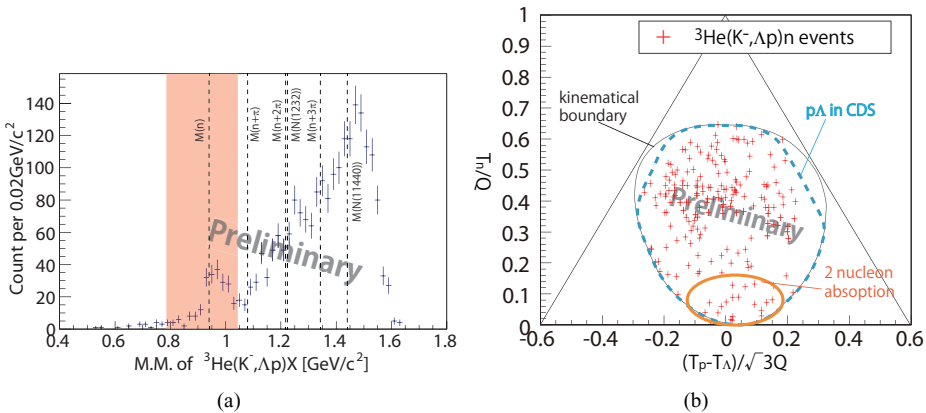 Count per 0.02GeV/c²
140
120
100
80
60
40
20
0
0.4
0.6
0.8
1
1.2
1.4
1.6
1.8
M.M. of ³He(K⁻,Λp)X [GeV/c²]
M(n)
M(n+π)
M(n+2π)
M(N(1232))
M(n+3π)
M(N(11440))
Preliminary
(a)
Tn/Q
1
0.9
0.8
0.7
0.6
0.5
0.4
0.3
0.2
0.1
0
-0.6
-0.4
-0.2
0
0.2
0.4
0.6
(Tp-TΛ)/√3Q
³He(K⁻,Λp)n events
kinematical
boundary
pΛ in CDS
Preliminary
2 nucleon
absoption
(b)